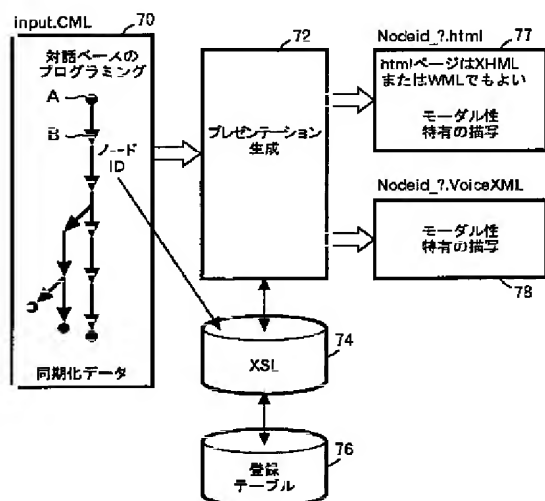 input.CML
70
対話ベースの
プログラミング
A
B
ノード
ID
同期化データ
72
プレゼンテーション
生成
Nodeid_?.html
77
htmlページはXHML
またはWMLでもよい
モーダル性
特有の描写
Nodeid_?.VoiceXML
モーダル性
特有の描写
78
XSL
74
登録
テーブル
76